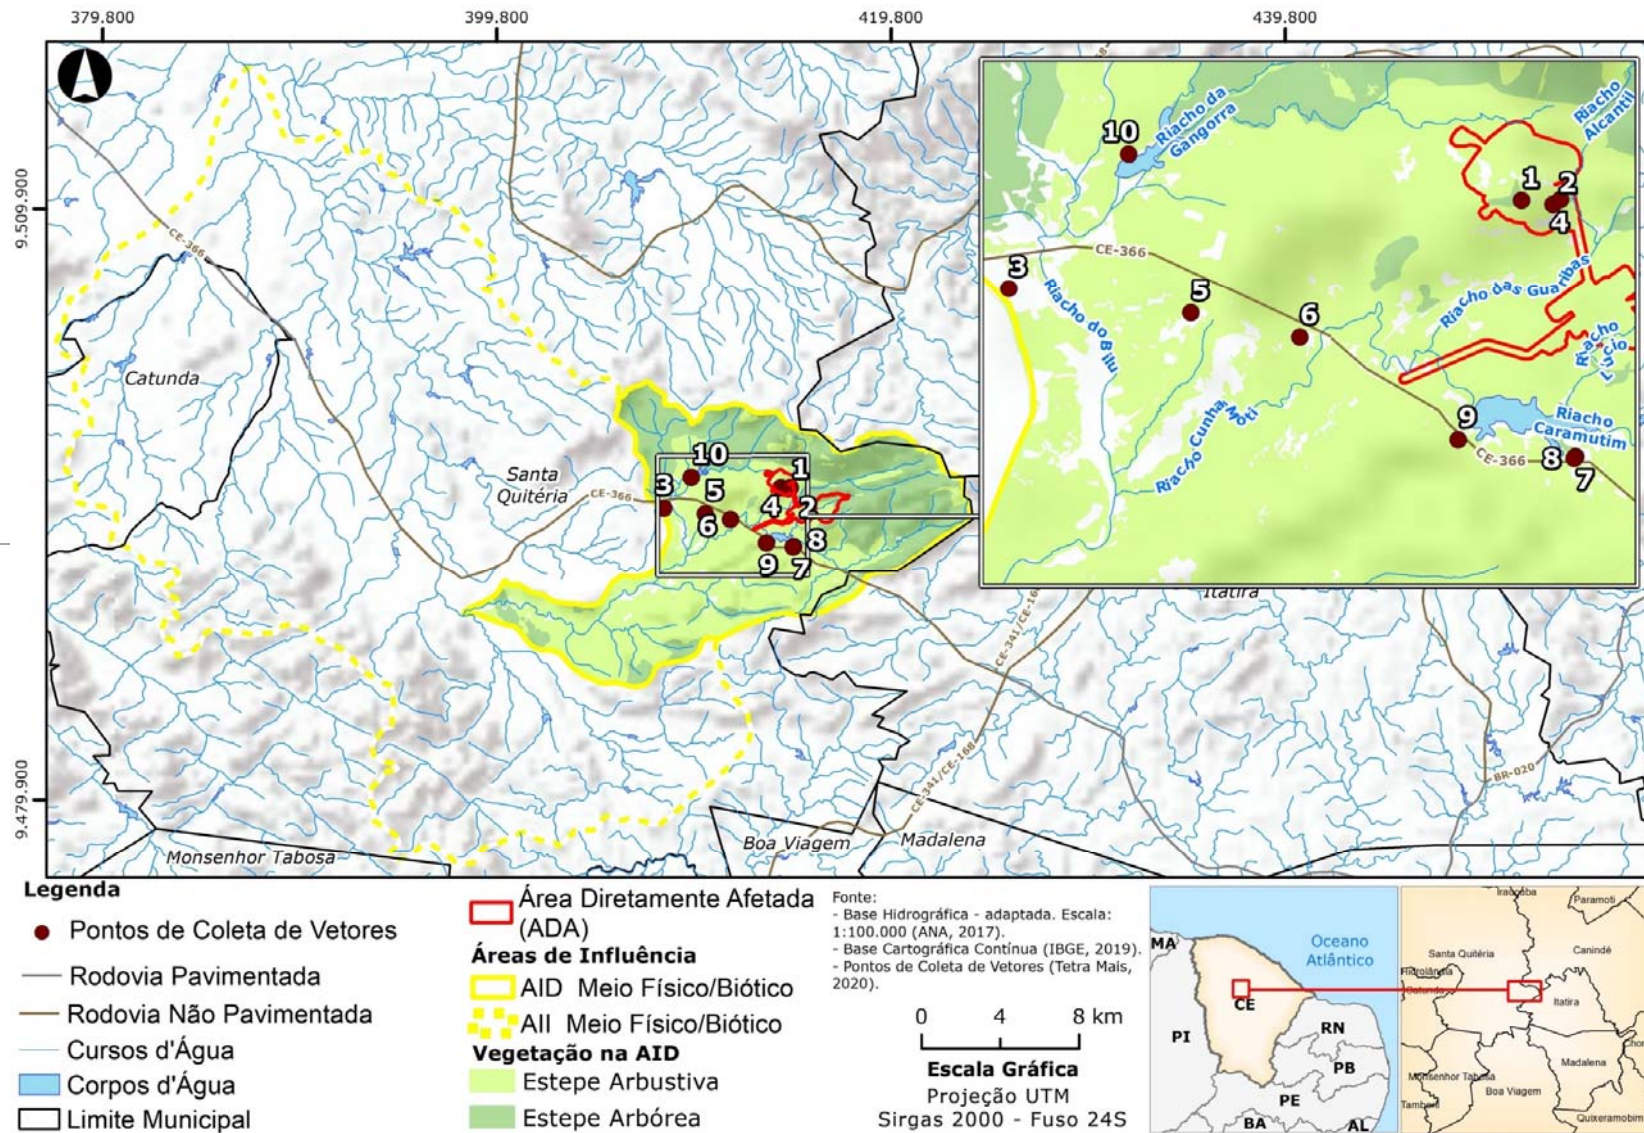 379.800
399.800
419.800
439.800
9.509.900
9.479.900
CE-366
Catunda
Santa
Quitéria
CE-366
10
3
5
1
4
2
6
8
9
7
Monsenhor Tabosa
Boa Viagem
Madalena
Itatira
CE-341/CE-168
BR-020
10
Riacho da
Gangorra
Riacho
Alcantil
1
2
4
CE-366
3
5
6
Riacho do Bilu
Riacho das Guaribas
Riacho
Lúcio
Riacho Cunha Moti
9
Riacho
Caramutim
CE-366
8
7
Legenda
Pontos de Coleta de Vetores
Rodovia Pavimentada
Rodovia Não Pavimentada
Cursos d'Água
Corpos d'Água
Limite Municipal
Área Diretamente Afetada
(ADA)
Áreas de Influência
AID Meio Físico/Biótico
AII Meio Físico/Biótico
Vegetação na AID
Estepe Arbustiva
Estepe Arbórea
Fonte:
- Base Hidrográfica - adaptada. Escala:
1:100.000 (ANA, 2017).
- Base Cartográfica Contínua (IBGE, 2019).
- Pontos de Coleta de Vetores (Tetra Mais,
2020).
0 4 8 km
Escala Gráfica
Projeção UTM
Sirgas 2000 - Fuso 24S
MA
Oceano
Atlântico
CE
PI
RN
PB
PE
BA
AL
Paramoti
Santa Quitéria
Canindé
Hidrolândia
Catunda
Itatira
Madalena
Monsenhor Tabosa
Boa Viagem
Quixeramobim